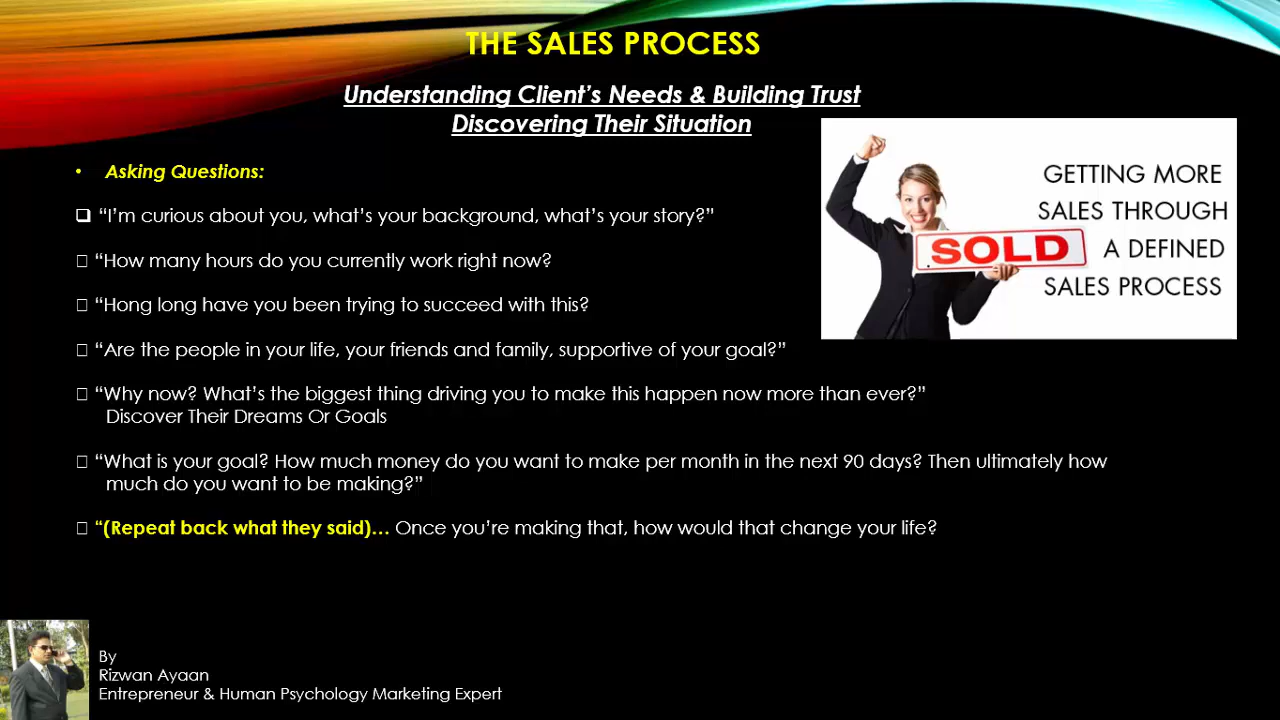 THE SALES PROCESS
Understanding Client’s Needs & Building Trust
Discovering Their Situation
• Asking Questions:
❑ “I’m curious about you, what’s your background, what’s your story?”
“How many hours do you currently work right now?
“Hong long have you been trying to succeed with this?
“Are the people in your life, your friends and family, supportive of your goal?”
“Why now? What’s the biggest thing driving you to make this happen now more than ever?”
Discover Their Dreams Or Goals
“What is your goal? How much money do you want to make per month in the next 90 days? Then ultimately how
much do you want to be making?”
“(Repeat back what they said)… Once you’re making that, how would that change your life?
GETTING MORE
SALES THROUGH
SOLD
A DEFINED
SALES PROCESS
By
Rizwan Ayaan
Entrepreneur & Human Psychology Marketing Expert